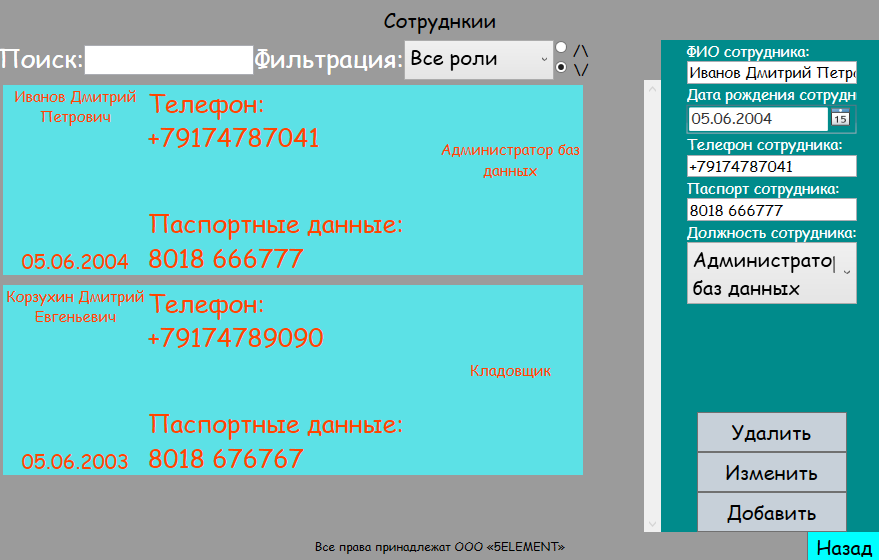 Сотруднкии
Поиск:
Фильтрация:
Все роли
/\
\/
Иванов Дмитрий
Петрович
Телефон:
+79174787041
Администратор баз
данных
Паспортные данные:
05.06.2004
8018 666777
Корзухин Дмитрий
Евгеньевич
Телефон:
+79174789090
Кладовщик
Паспортные данные:
05.06.2003
8018 676767
ФИО сотрудника:
Иванов Дмитрий Петро
Дата рождения сотрудн
05.06.2004
15
Телефон сотрудника:
+79174787041
Паспорт сотрудника:
8018 666777
Должность сотрудника:
Администратор
баз данных
Удалить
Изменить
Добавить
Назад
Все права принадлежат ООО «5ELEMENT»